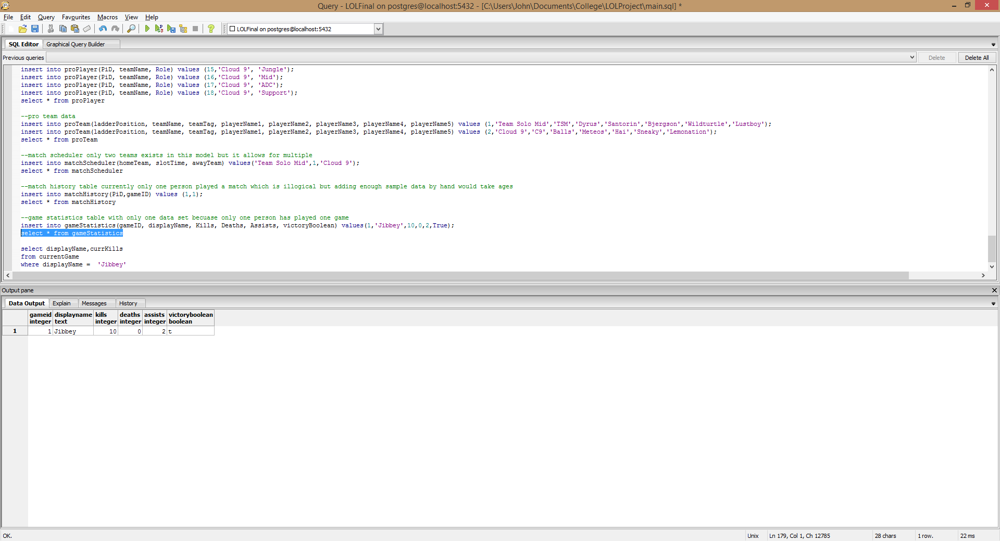 Query - LOLFinal on postgres@localhost:5432 - [C:\Users\John\Documents\College\LOLProject\main.sql] *
File Edit Query Favourites Macros View Help
LOLFinal on postgres@localhost:5432
SQL Editor Graphical Query Builder
Previous queries Delete Delete All
insert into proPlayer(PiD, teamName, Role) values (15,'Cloud 9', 'Jungle');
insert into proPlayer(PiD, teamName, Role) values (16,'Cloud 9', 'Mid');
insert into proPlayer(PiD, teamName, Role) values (17,'Cloud 9', 'ADC');
insert into proPlayer(PiD, teamName, Role) values (18,'Cloud 9', 'Support');
select * from proPlayer
--pro team data
insert into proTeam(ladderPosition, teamName, teamTag, playerName1, playerName2, playerName3, playerName4, playerName5) values (1,'Team Solo Mid','TSM','Dyrus','Santorin','Bjergson','Wildturtle','Lustboy');
insert into proTeam(ladderPosition, teamName, teamTag, playerName1, playerName2, playerName3, playerName4, playerName5) values (2,'Cloud 9','C9','Balls','Meteos','Hai','Sneaky','Lemonation');
select * from proTeam
--match scheduler only two teams exists in this model but it allows for multiple
insert into matchScheduler(homeTeam, slotTime, awayTeam) values('Team Solo Mid',1,'Cloud 9');
select * from matchScheduler
--match history table currently only one person played a match which is illogical but adding enough sample data by hand would take ages
insert into matchHistory(PiD,gameID) values (1,1);
select * from matchHistory
--game statistics table with only one data set becuase only one person has played one game
insert into gameStatistics(gameID, displayName, Kills, Deaths, Assists, victoryBoolean) values(1,'Jibbey',10,0,2,True);
select * from gameStatistics
select displayName,currKills
from currentGame
where displayName =  'Jibbey'
Output pane
Data Output Explain Messages History
gameid displayname kills deaths assists victoryboolean
integer text integer integer integer boolean
1 1 Jibbey 10 0 2 t
OK. Unix Ln 179, Col 1, Ch 12785 28 chars 1 row. 22 ms